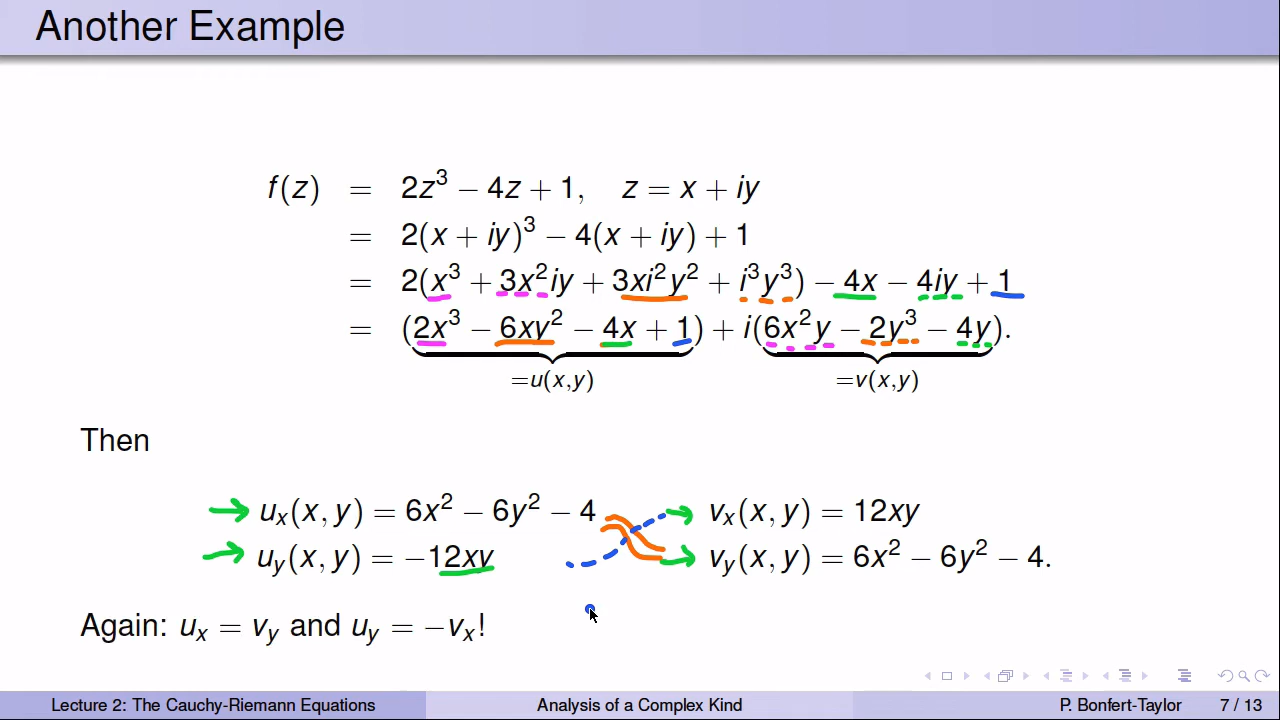 Another Example
f(z) = 2z³ − 4z + 1, z = x + iy
= 2(x + iy)³ − 4(x + iy) + 1
= 2(x³ + 3x²iy + 3xi²y² + i³y³) − 4x − 4iy + 1
= (2x³ − 6xy² − 4x + 1) + i(6x²y − 2y³ − 4y).
=u(x,y) =v(x,y)
Then
uₓ(x, y) = 6x² − 6y² − 4 vₓ(x, y) = 12xy
u_y(x, y) = −12xy v_y(x, y) = 6x² − 6y² − 4.
Again: uₓ = v_y and u_y = −vₓ!
Lecture 2: The Cauchy-Riemann Equations Analysis of a Complex Kind P. Bonfert-Taylor 7 / 13